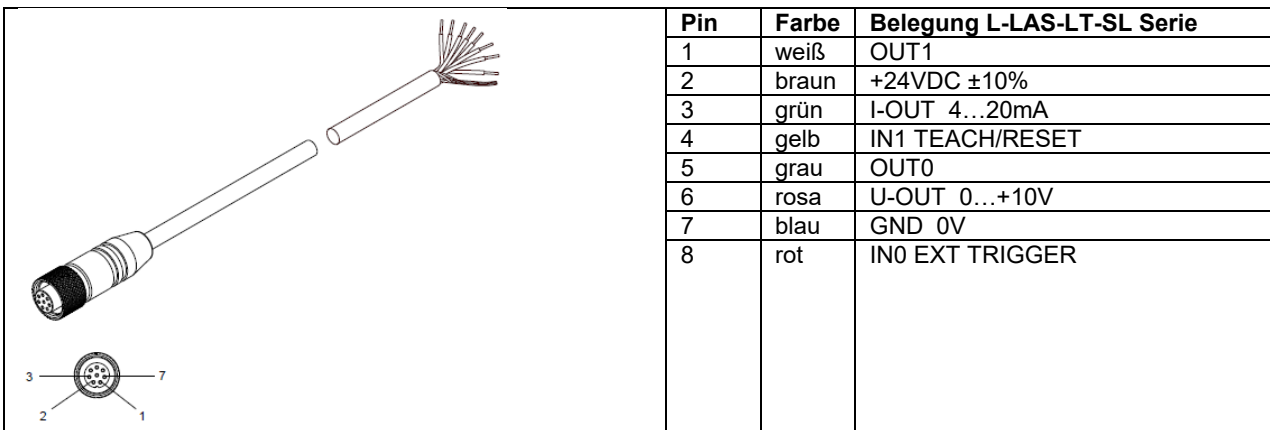 Pin Farbe Belegung L-LAS-LT-SL Serie
1 weiß OUT1
2 braun +24VDC ±10%
3 grün I-OUT 4…20mA
4 gelb IN1 TEACH/RESET
5 grau OUT0
6 rosa U-OUT 0…+10V
7 blau GND 0V
8 rot IN0 EXT TRIGGER
3 7
2 1